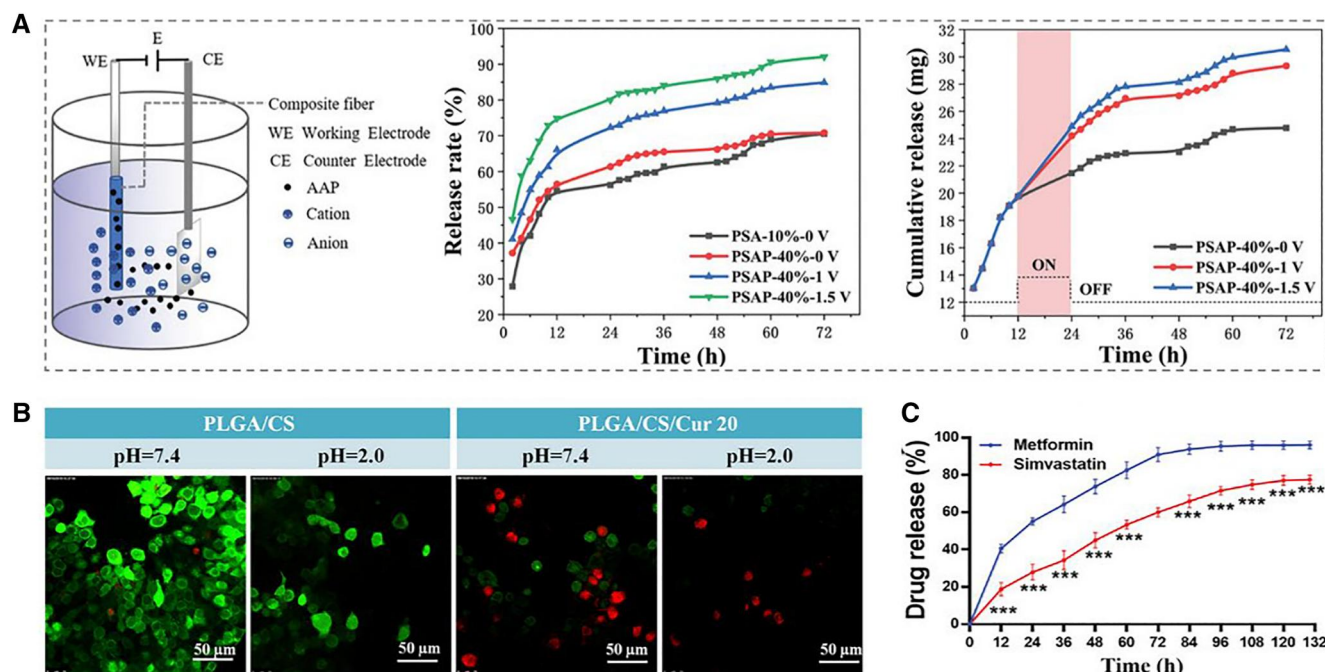 A
E
WE
CE
Composite fiber
WE Working Electrode
CE Counter Electrode
AAP
Cation
Anion
Release rate (%)
100
90
80
70
60
50
40
30
20
PSA-10%-0 V
PSAP-40%-0 V
PSAP-40%-1 V
PSAP-40%-1.5 V
0 12 24 36 48 60 72
Time (h)
Cumulative release (mg)
32
30
28
26
24
22
20
18
16
14
12
ON
OFF
PSAP-40%-0 V
PSAP-40%-1 V
PSAP-40%-1.5 V
0 12 24 36 48 60 72
Time (h)
B
PLGA/CS
PLGA/CS/Cur 20
pH=7.4
pH=2.0
pH=7.4
pH=2.0
50 μm
50 μm
50 μm
50 μm
C
Drug release (%)
100
80
60
40
20
0
Metformin
Simvastatin
*** *** *** *** *** *** *** *** *** ***
0 12 24 36 48 60 72 84 96 108 120 132
Time (h)